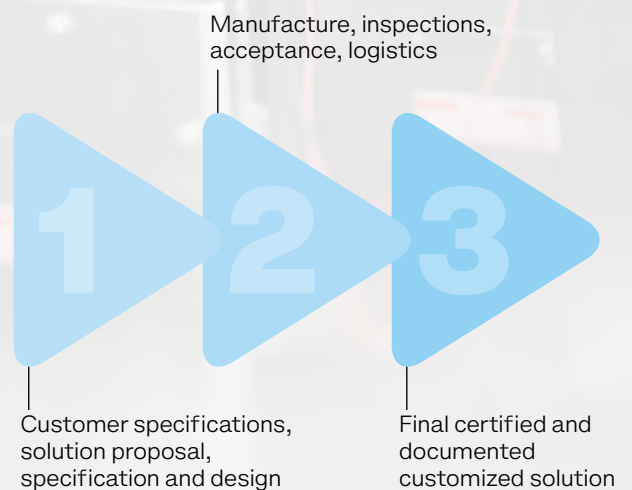 Manufacture, inspections,
acceptance, logistics
1
2
3
Customer specifications,
solution proposal,
specification and design
Final certified and
documented
customized solution